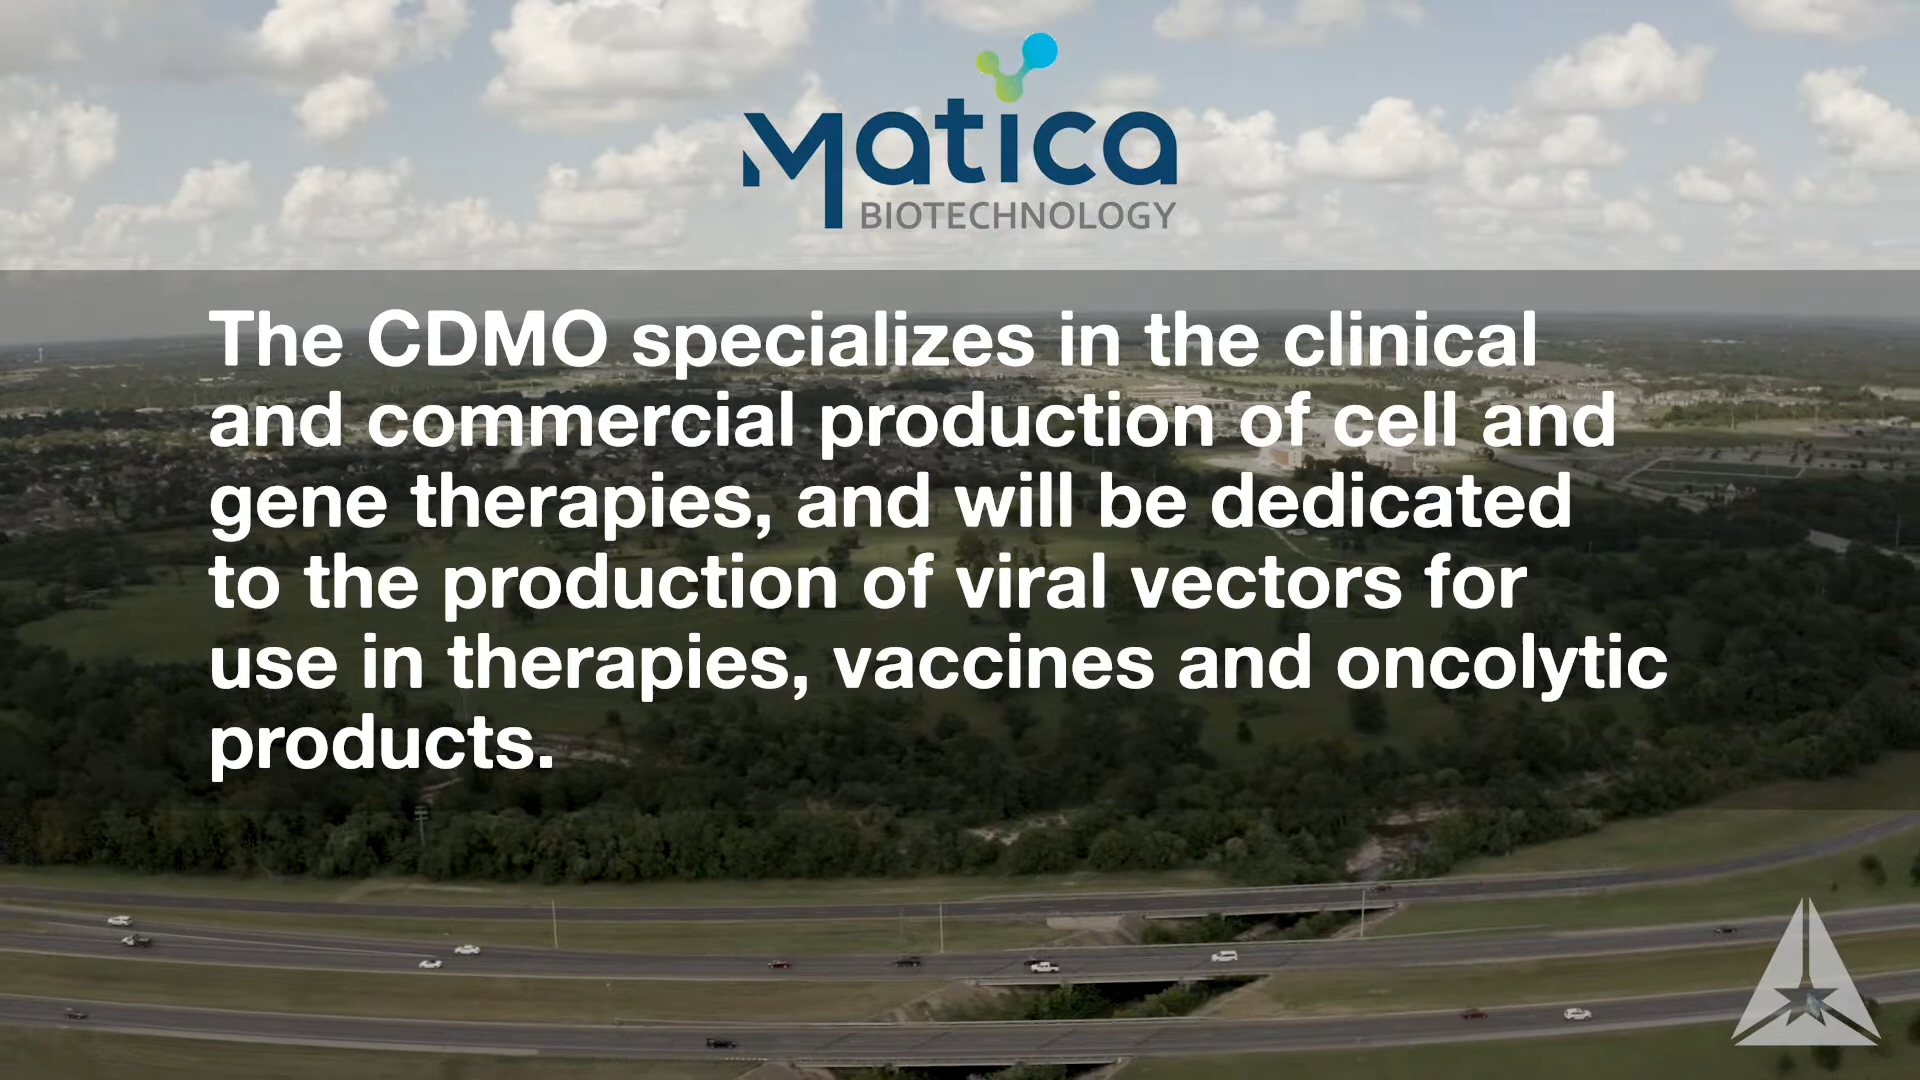 Matica
BIOTECHNOLOGY
The CDMO specializes in the clinical
and commercial production of cell and
gene therapies, and will be dedicated
to the production of viral vectors for
use in therapies, vaccines and oncolytic
products.